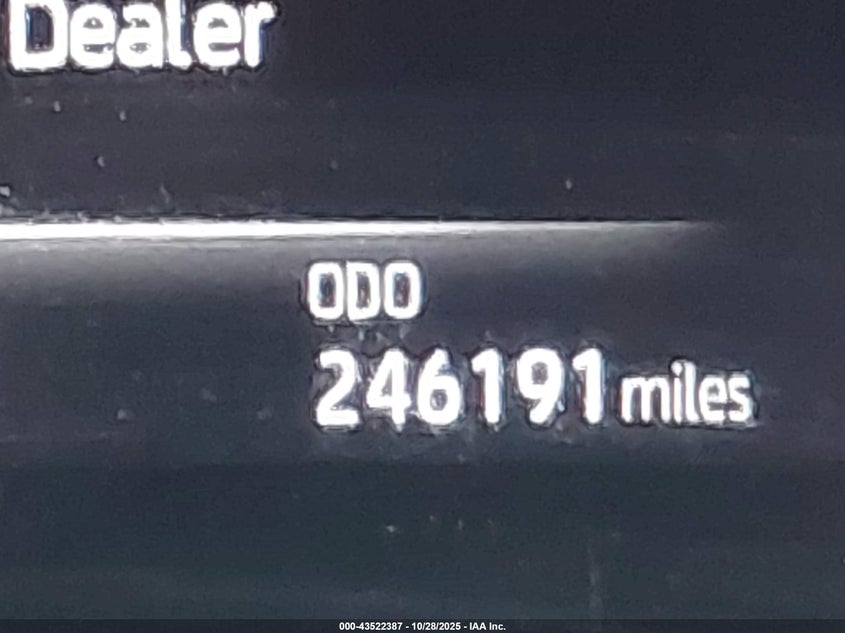 Dealer
ODO
246191 miles
000-43522387 - 10/28/2025 - IAA Inc.